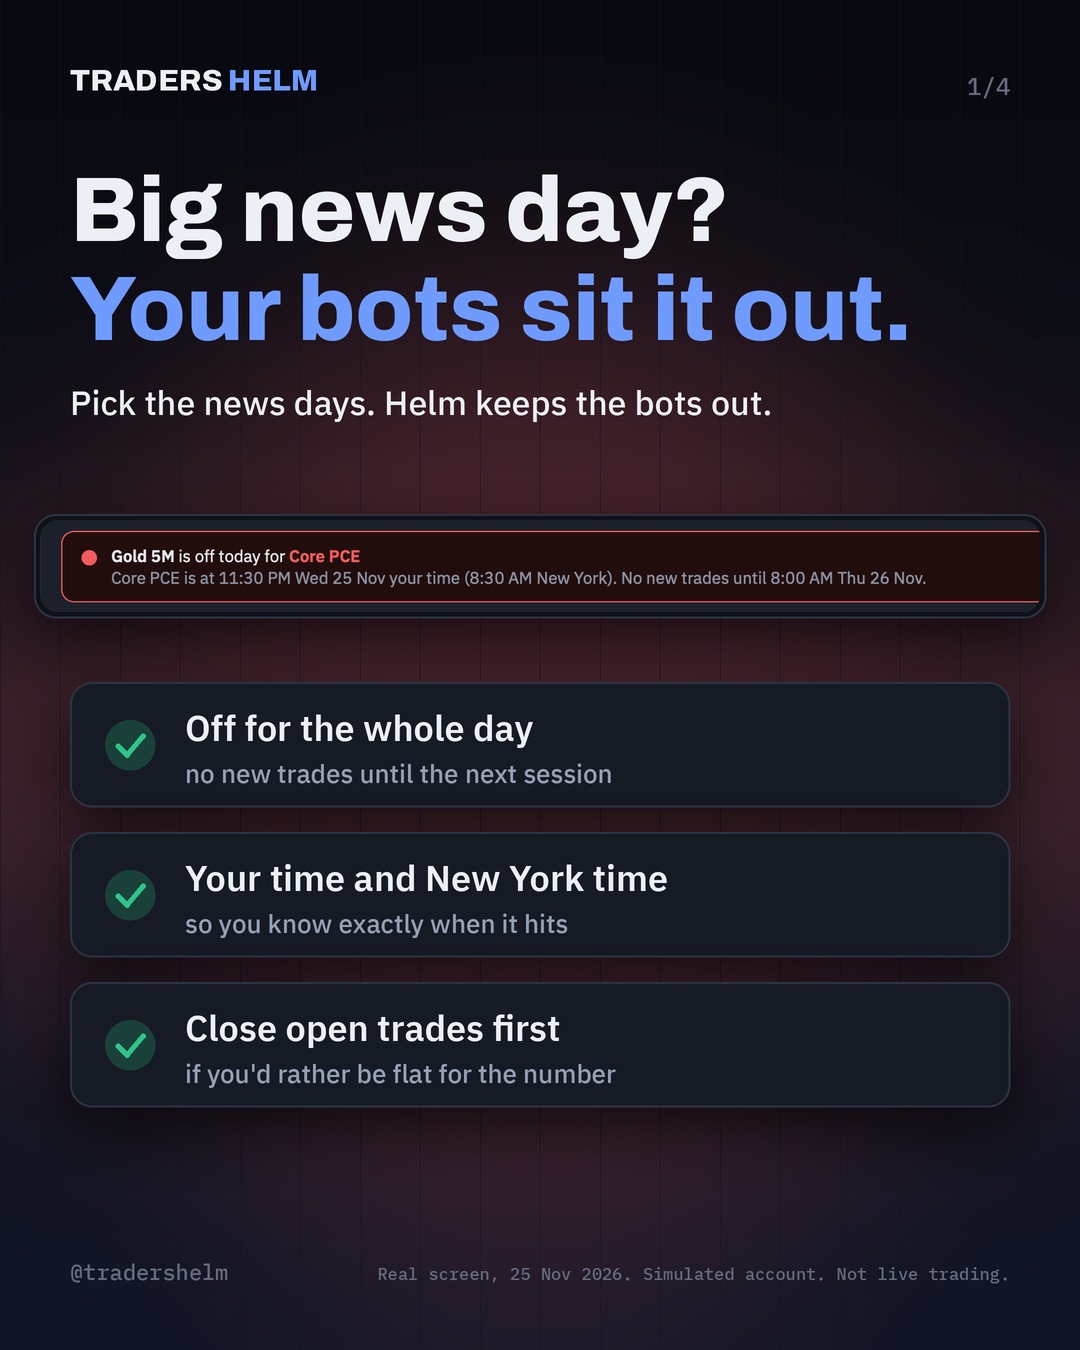 TRADERS HELM
1/4
Big news day?
Your bots sit it out.
Pick the news days. Helm keeps the bots out.
Gold 5M is off today for Core PCE
Core PCE is at 11:30 PM Wed 25 Nov your time (8:30 AM New York). No new trades until 8:00 AM Thu 26 Nov.
Off for the whole day
no new trades until the next session
Your time and New York time
so you know exactly when it hits
Close open trades first
if you'd rather be flat for the number
@tradershelm
Real screen, 25 Nov 2026. Simulated account. Not live trading.